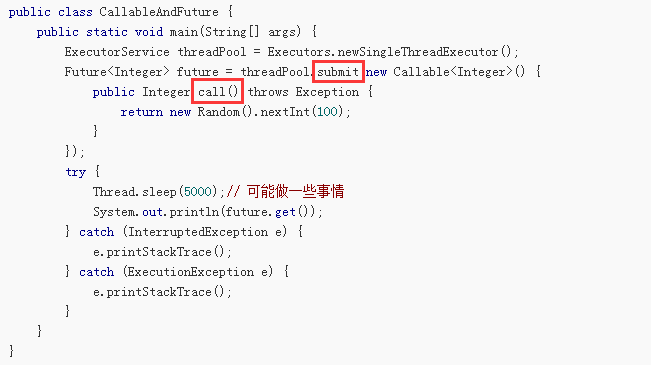 public class CallableAndFuture {
    public static void main(String[] args) {
        ExecutorService threadPool = Executors.newSingleThreadExecutor();
        Future<Integer> future = threadPool.submit new Callable<Integer>() {
            public Integer call() throws Exception {
                return new Random().nextInt(100);
            }
        });
        try {
            Thread.sleep(5000);// 可能做一些事情
            System.out.println(future.get());
        } catch (InterruptedException e) {
            e.printStackTrace();
        } catch (ExecutionException e) {
            e.printStackTrace();
        }
    }
}